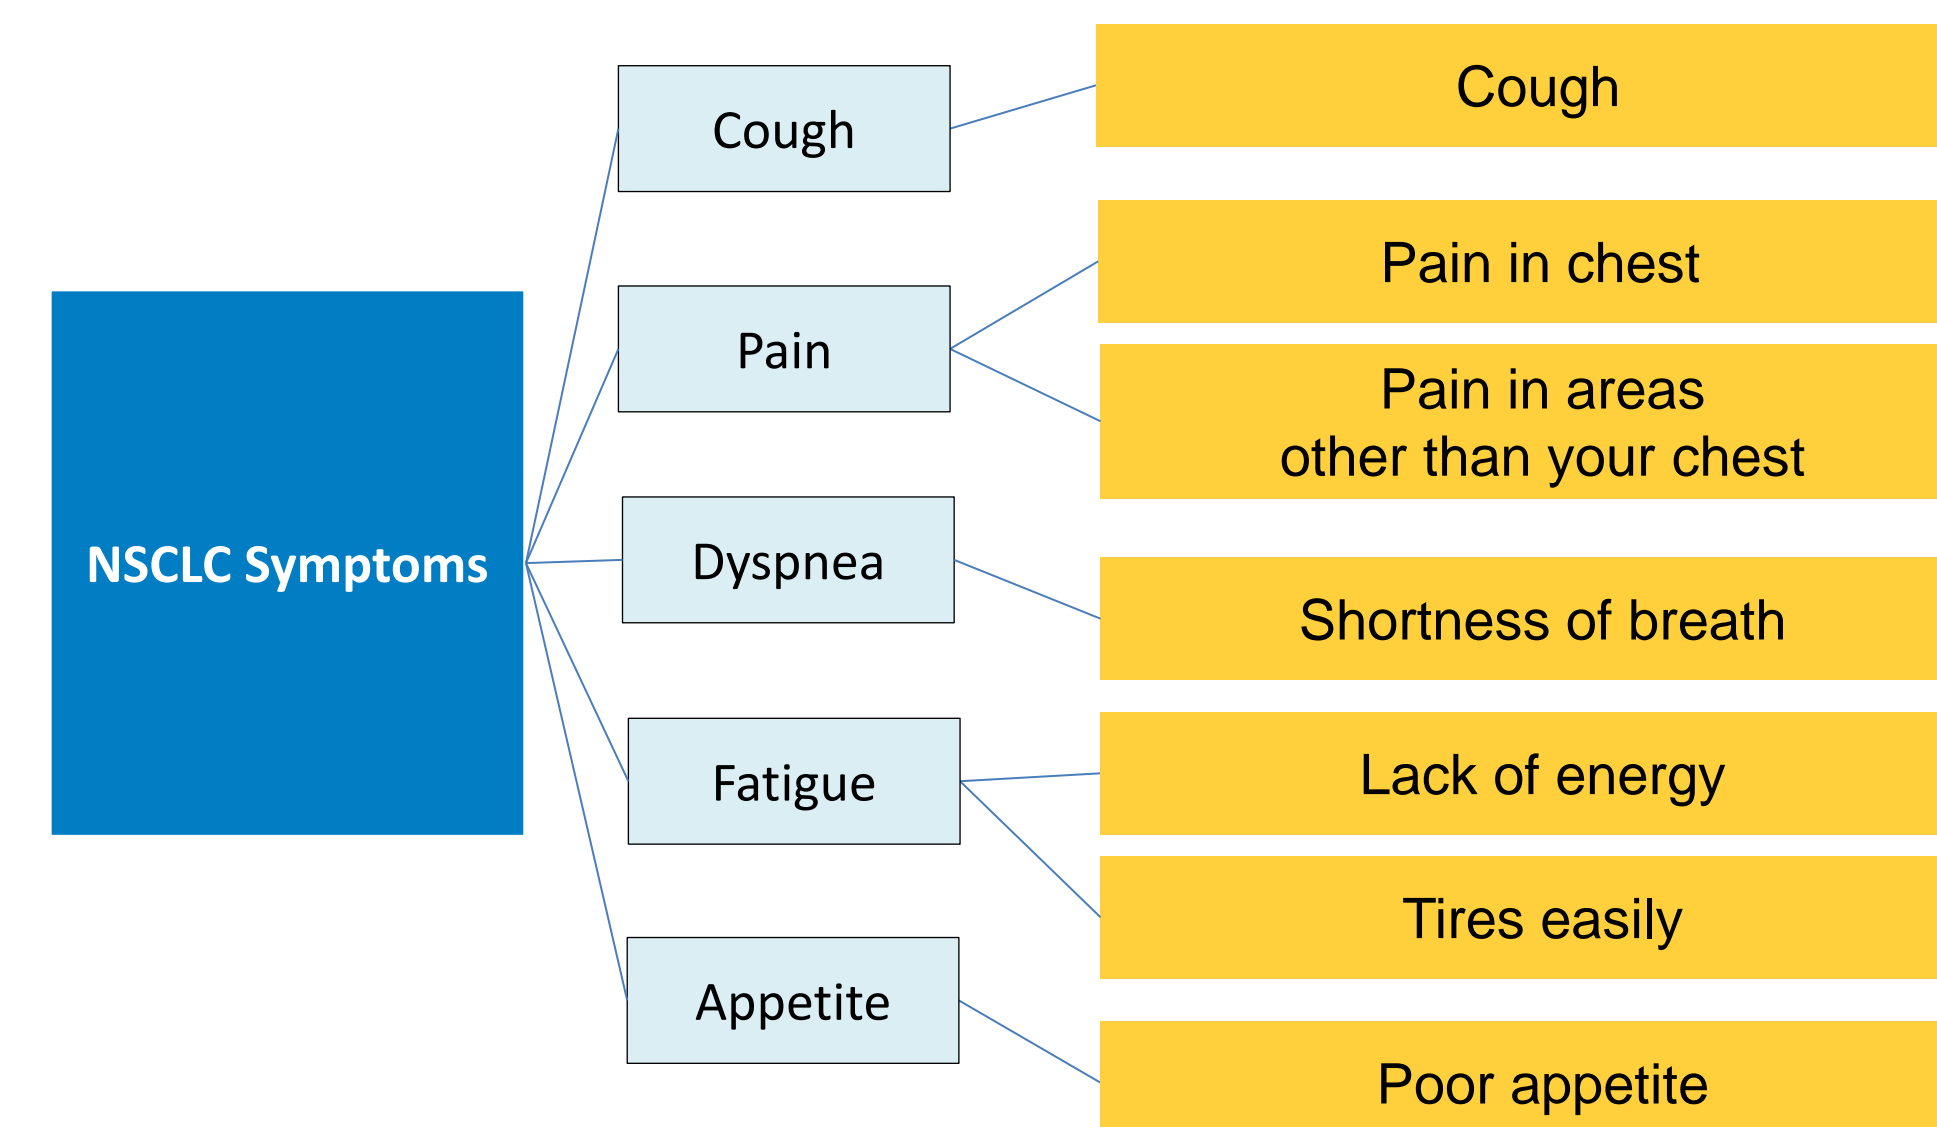 NSCLC Symptoms
Cough
Cough
Pain
Pain in chest
Pain in areas
other than your chest
Dyspnea
Shortness of breath
Fatigue
Lack of energy
Tires easily
Appetite
Poor appetite